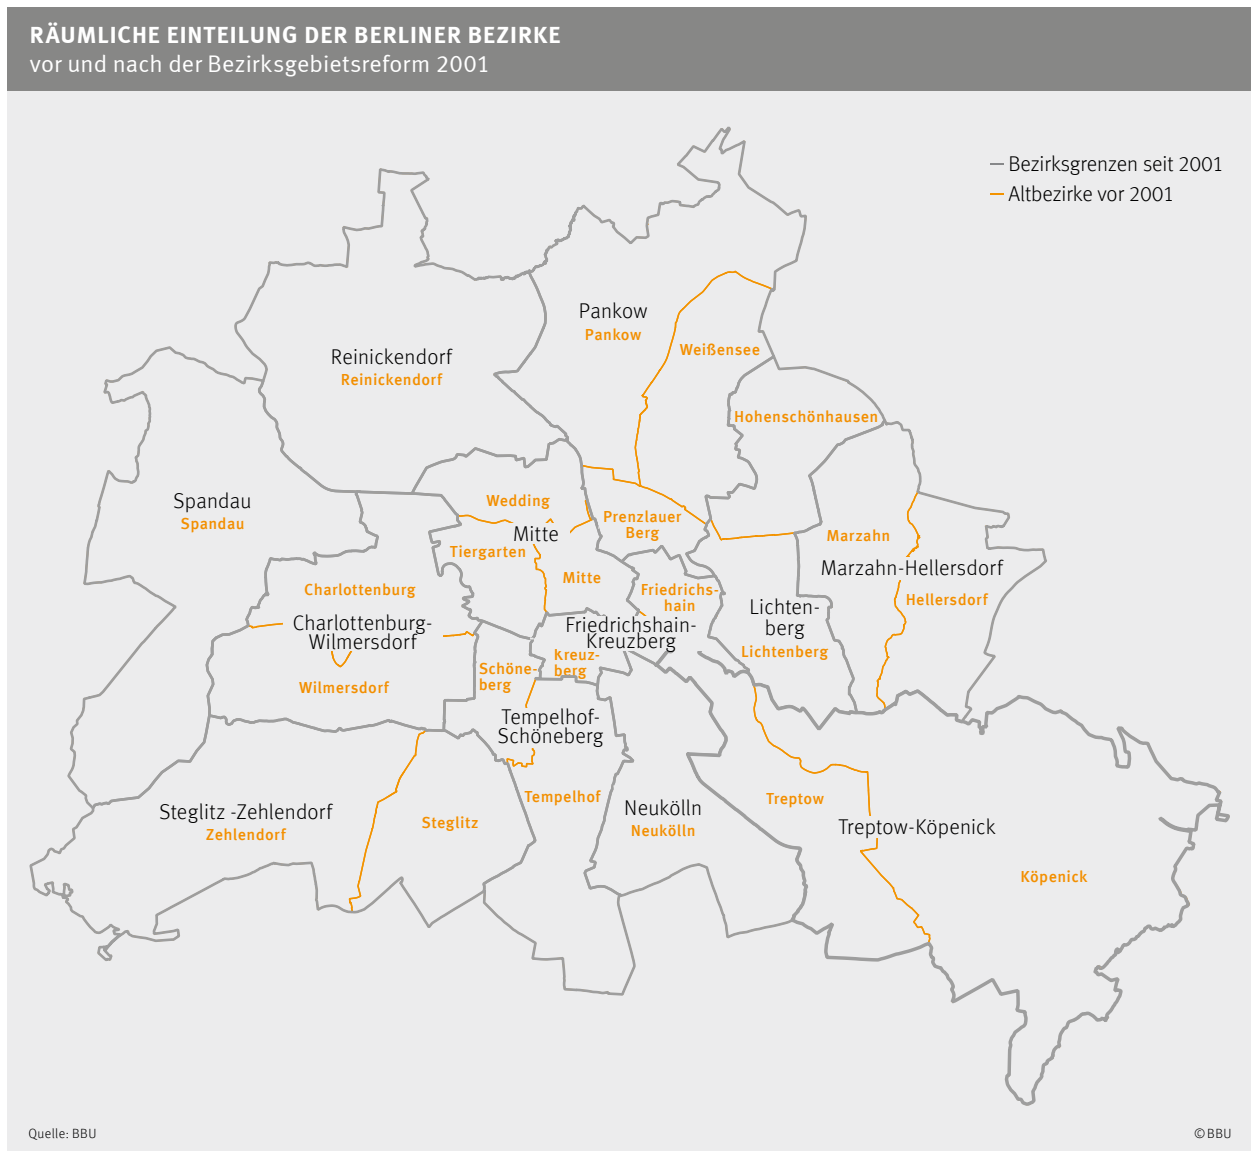 RÄUMLICHE EINTEILUNG DER BERLINER BEZIRKE
vor und nach der Bezirksgebietsreform 2001
Bezirksgrenzen seit 2001
Altbezirke vor 2001
Pankow
Pankow
Weißensee
Reinickendorf
Reinickendorf
Hohenschönhausen
Spandau
Spandau
Wedding
Mitte
Prenzlauer
Berg
Tiergarten
Mitte
Marzahn
Marzahn-Hellersdorf
Hellersdorf
Charlottenburg
Charlottenburg-
Wilmersdorf
Wilmersdorf
Friedrichs-
hain
Friedrichshain-
Kreuzberg
Kreuz-
berg
Lichten-
berg
Lichtenberg
Schöne-
berg
Tempelhof-
Schöneberg
Tempelhof
Steglitz -Zehlendorf
Zehlendorf
Steglitz
Neukölln
Neukölln
Treptow
Treptow-Köpenick
Köpenick
Quelle: BBU
© BBU